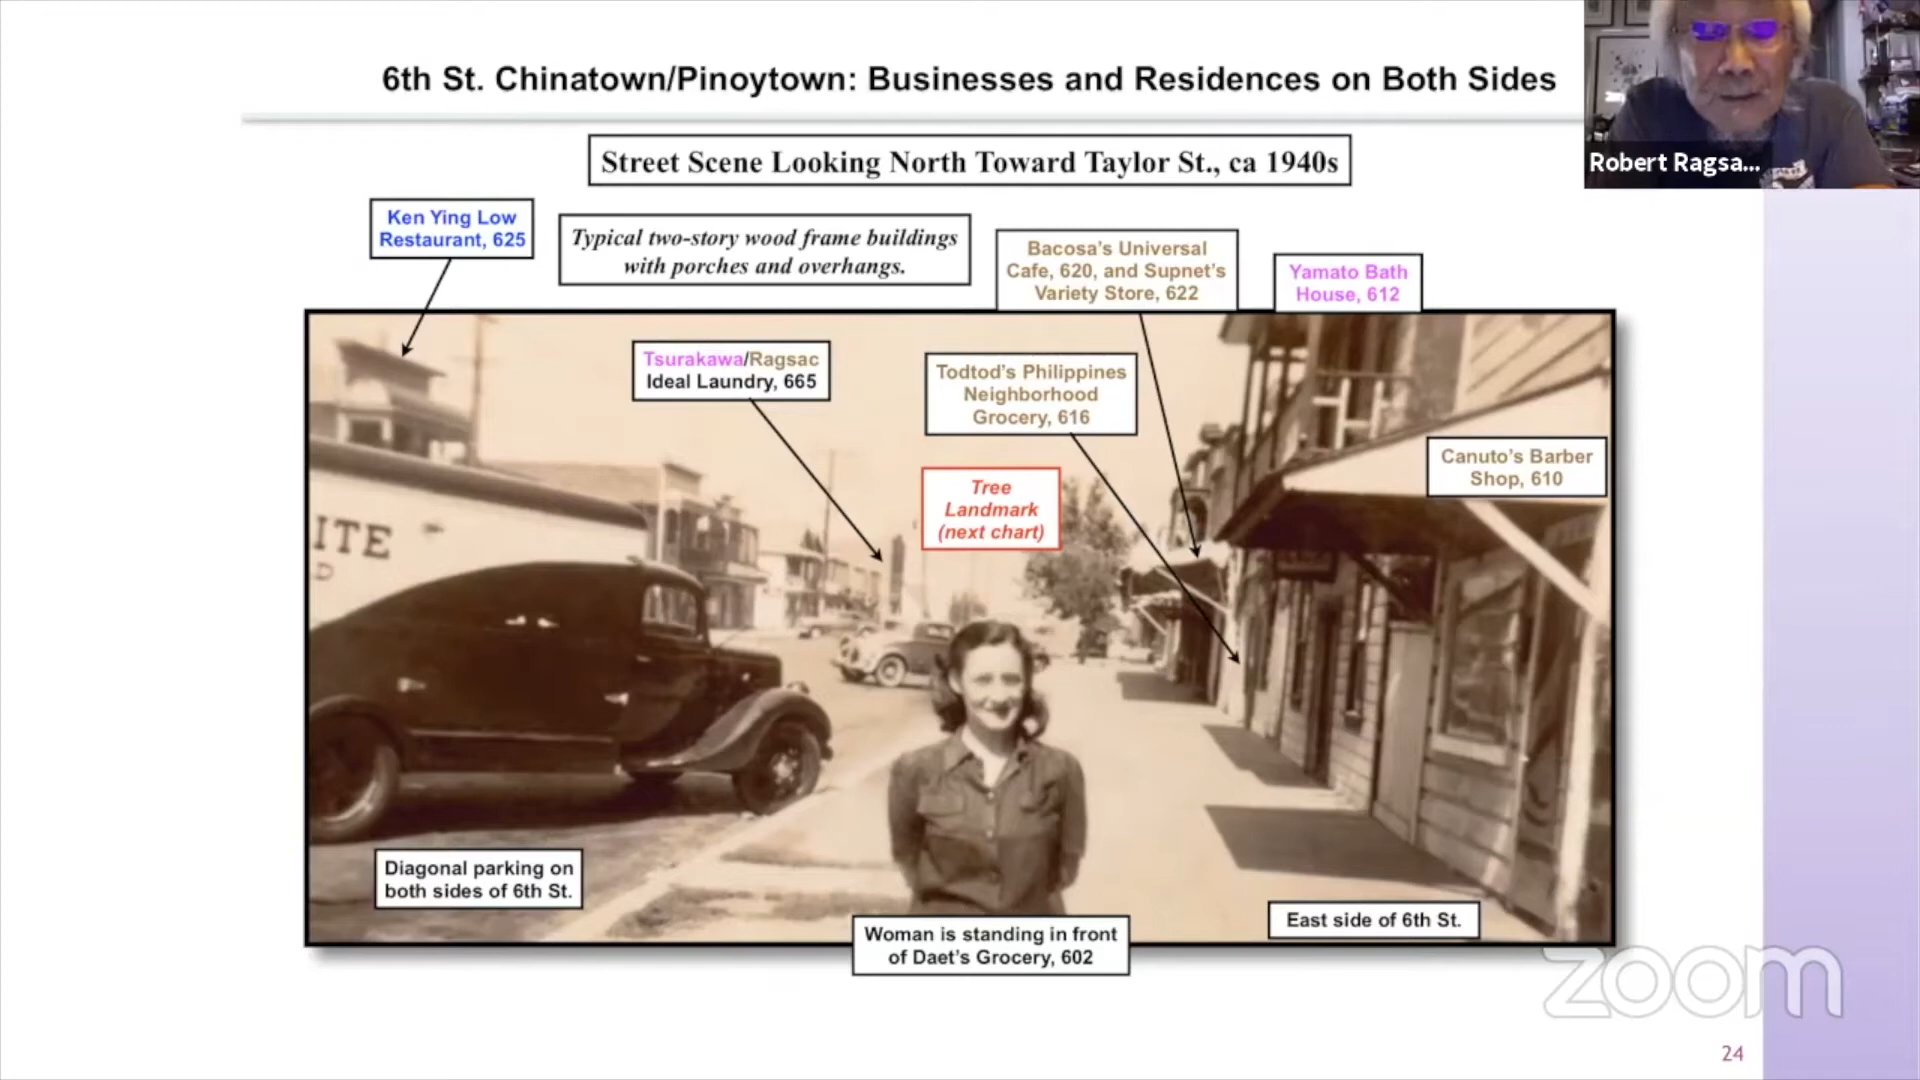 6th St. Chinatown/Pinoytown: Businesses and Residences on Both Sides
Robert Ragsa...
Street Scene Looking North Toward Taylor St., ca 1940s
Ken Ying Low
Restaurant, 625
Typical two-story wood frame buildings
with porches and overhangs.
Bacosa's Universal
Cafe, 620, and Supnet's
Variety Store, 622
Yamato Bath
House, 612
Tsurakawa/Ragsac
Ideal Laundry, 665
Todtod's Philippines
Neighborhood
Grocery, 616
Canuto's Barber
Shop, 610
Tree
Landmark
(next chart)
ITE
D
Diagonal parking on
both sides of 6th St.
East side of 6th St.
Woman is standing in front
of Daet's Grocery, 602
zoom
24